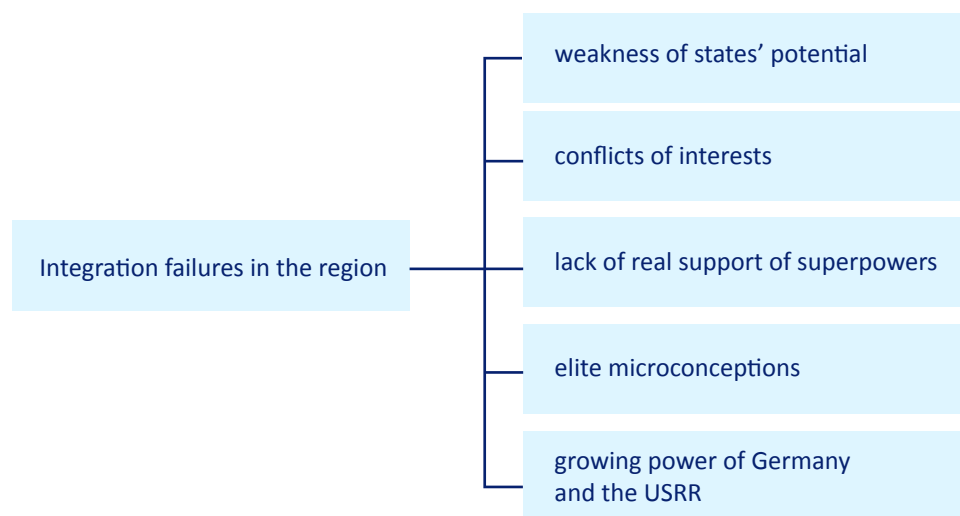 weakness of states’ potential
conflicts of interests
Integration failures in the region
lack of real support of superpowers
elite microconceptions
growing power of Germany
and the USRR